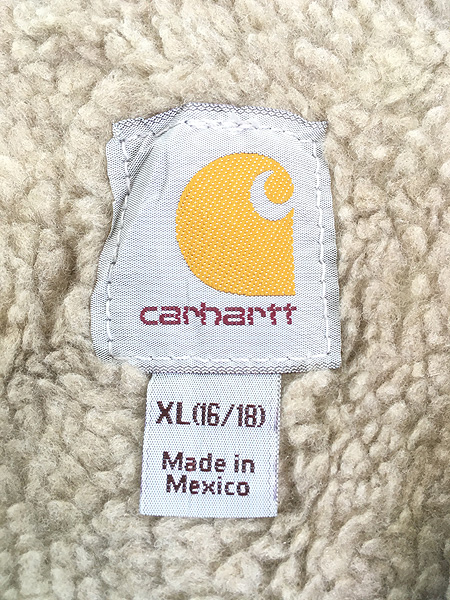 carhartt
XL(16/18)
Made in
Mexico